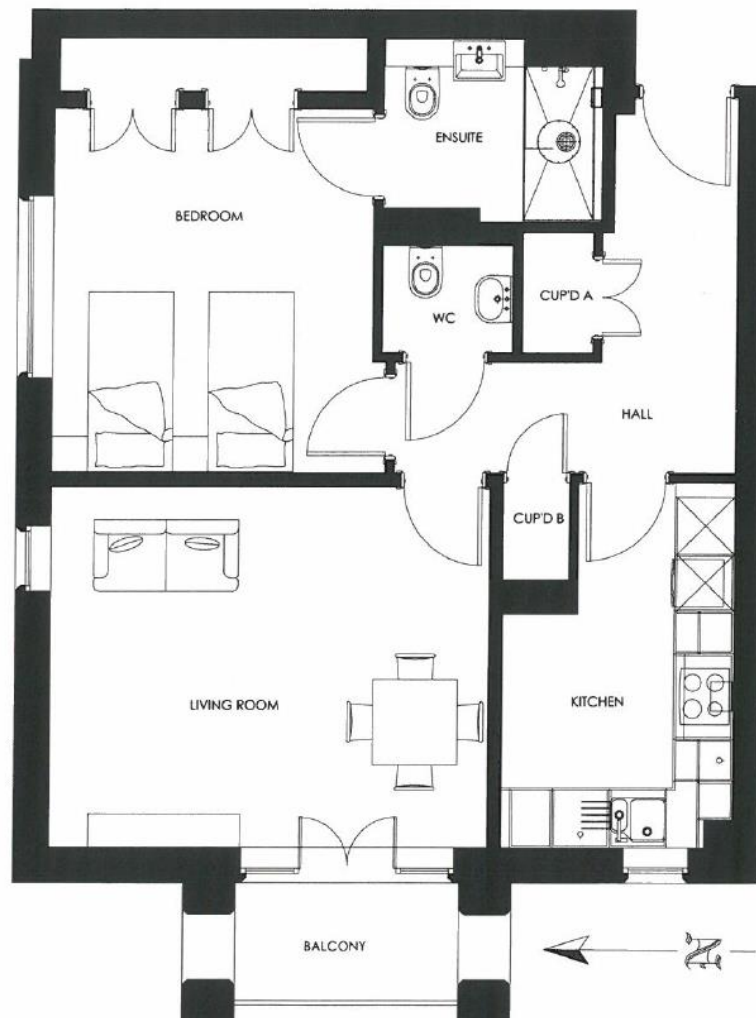 ENSUITE
BEDROOM
CUP'D A
WC
HALL
CUP'D B
LIVING ROOM
KITCHEN
BALCONY
N